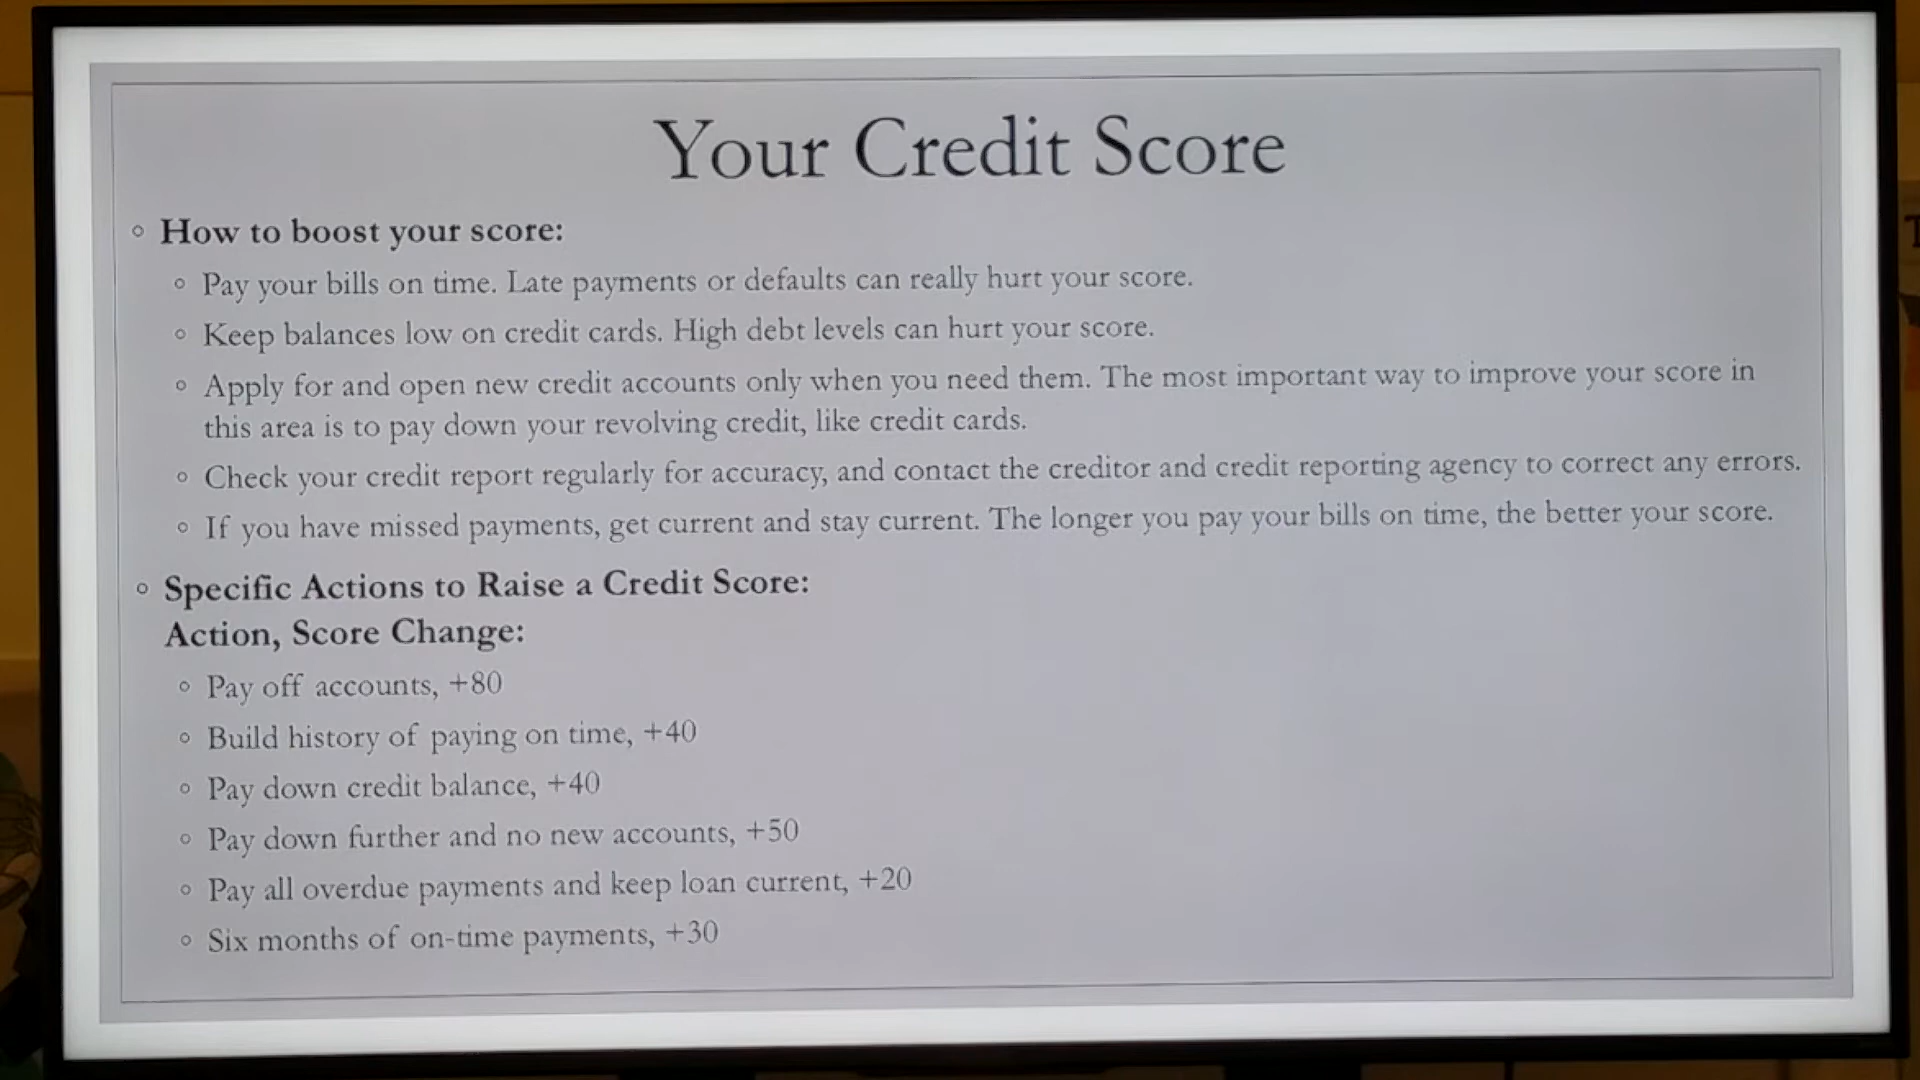 Your Credit Score
How to boost your score:
Pay your bills on time. Late payments or defaults can really hurt your score.
Keep balances low on credit cards. High debt levels can hurt your score.
Apply for and open new credit accounts only when you need them. The most important way to improve your score in
this area is to pay down your revolving credit, like credit cards.
Check your credit report regularly for accuracy, and contact the creditor and credit reporting agency to correct any errors.
If you have missed payments, get current and stay current. The longer you pay your bills on time, the better your score.
Specific Actions to Raise a Credit Score:
Action, Score Change:
Pay off accounts, +80
Build history of paying on time, +40
Pay down credit balance, +40
Pay down further and no new accounts, +50
Pay all overdue payments and keep loan current, +20
Six months of on-time payments, +30